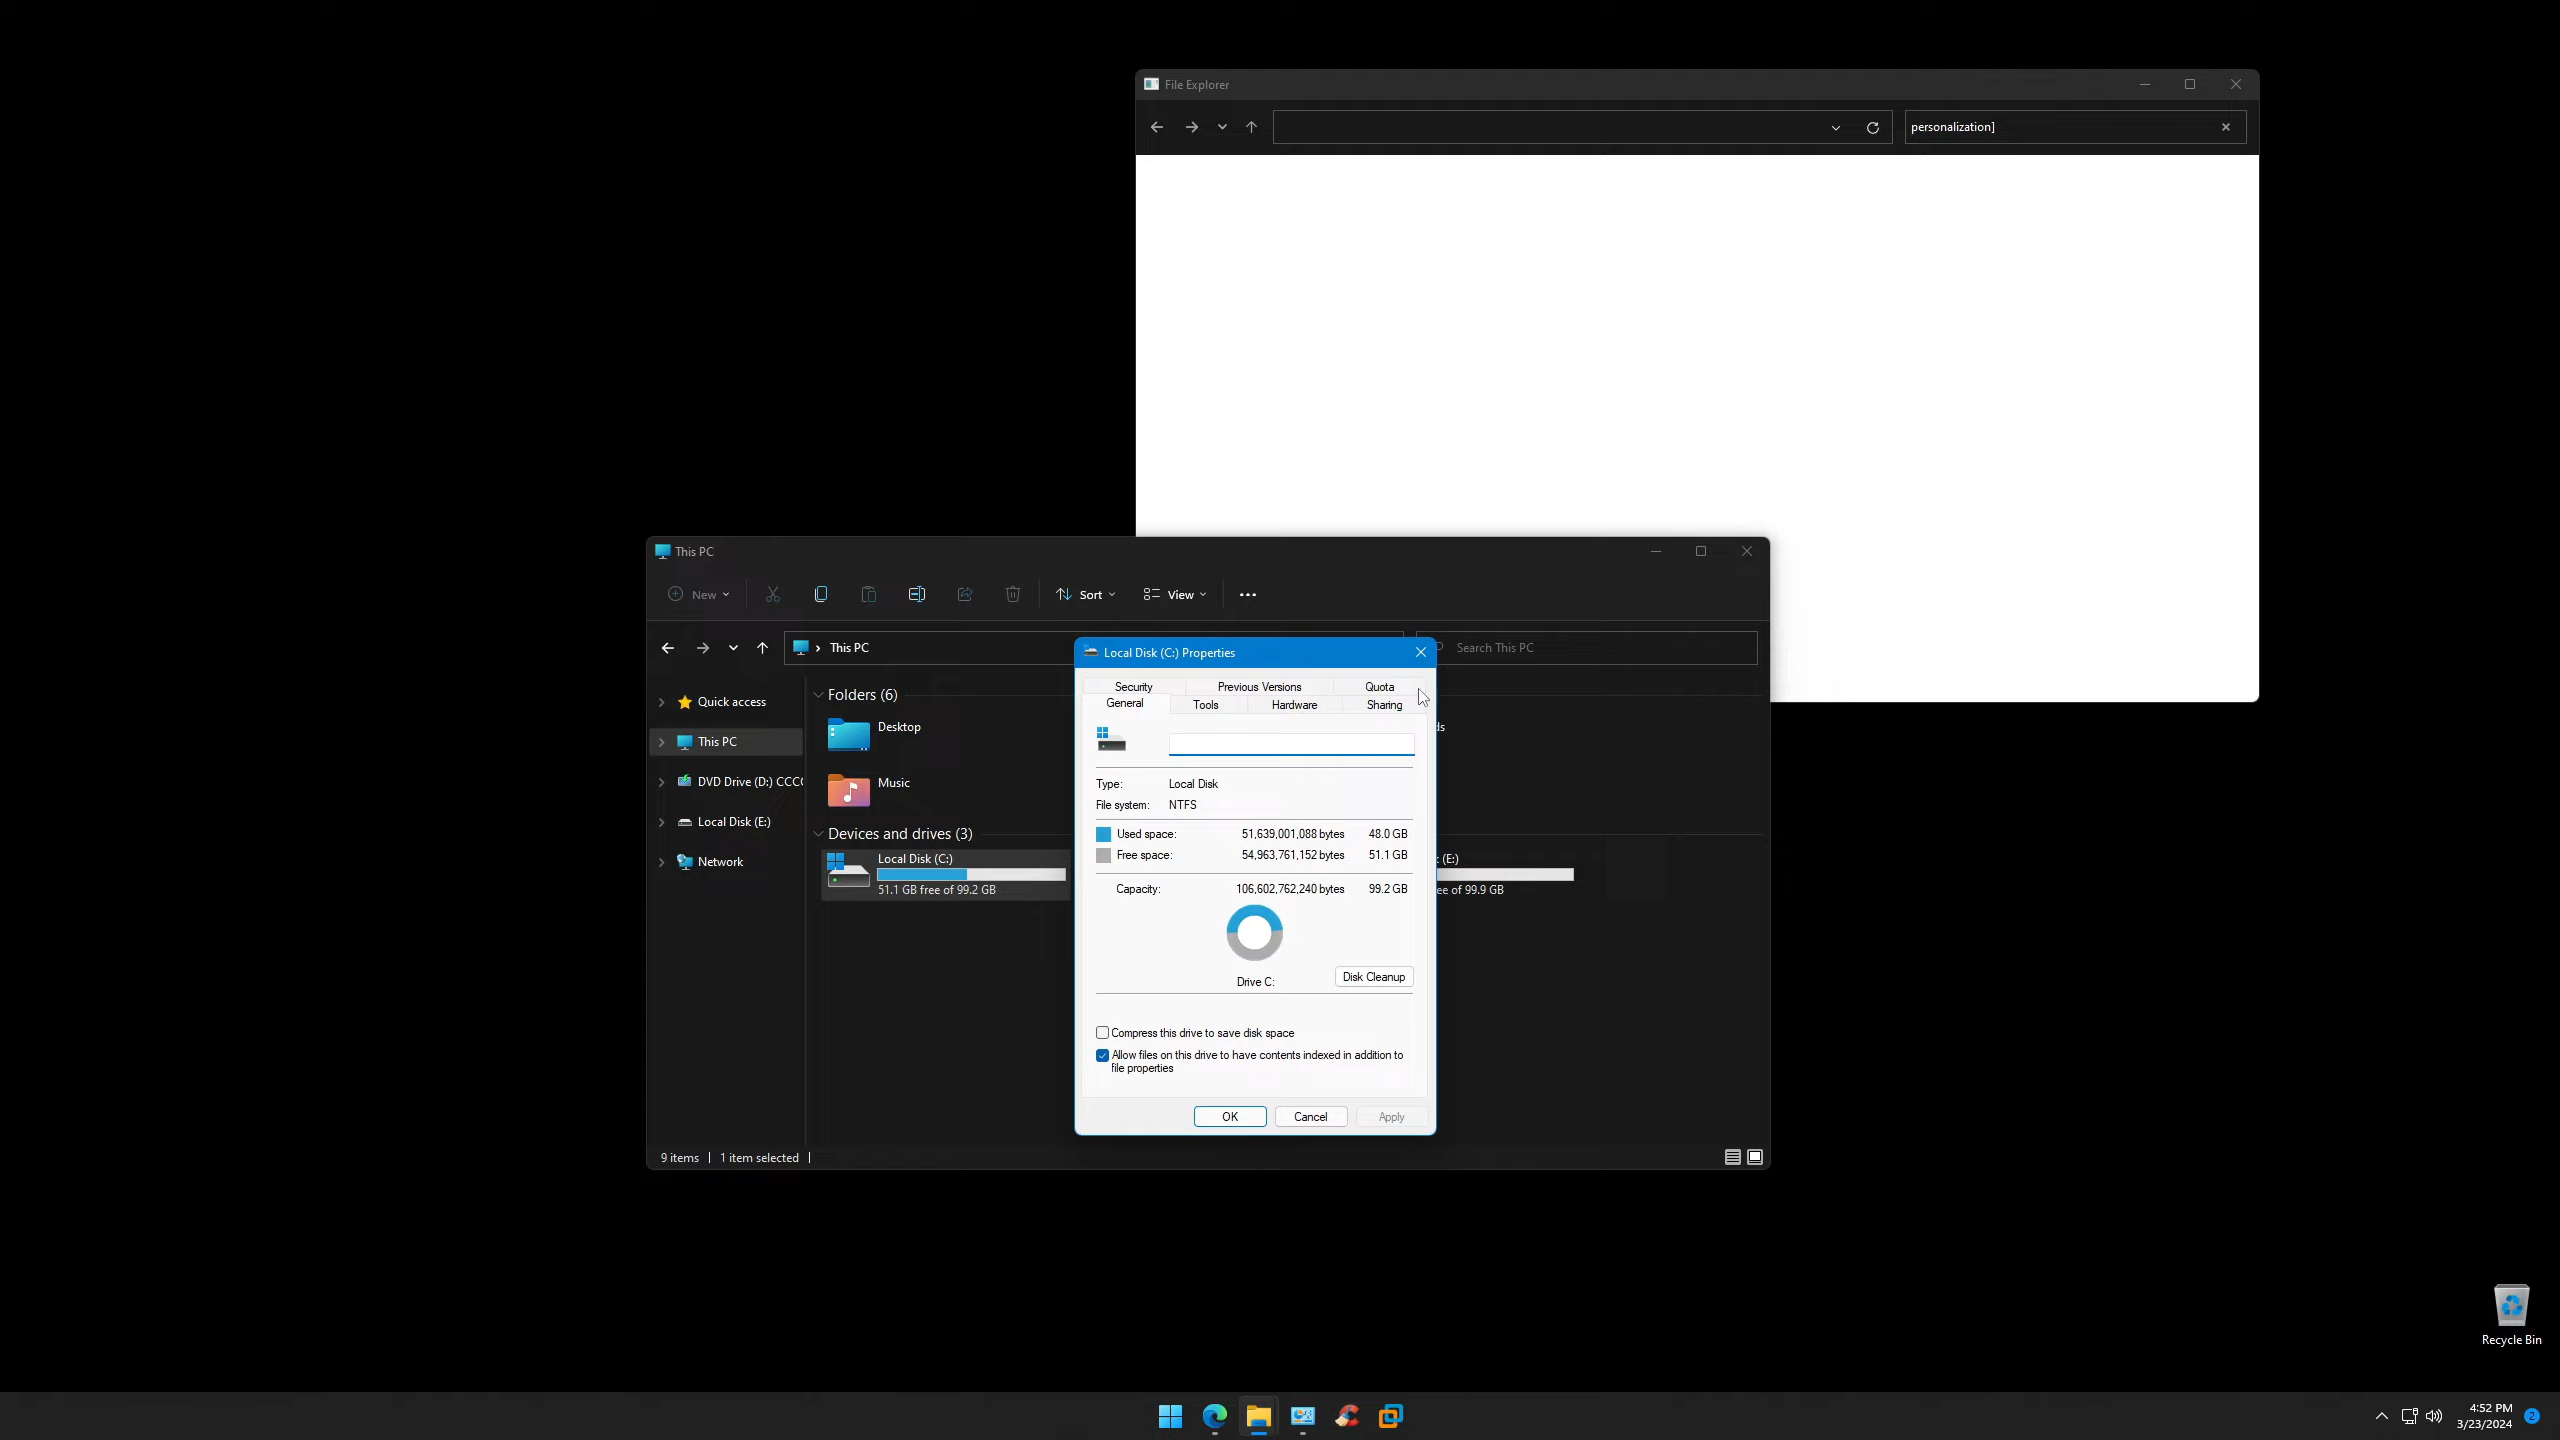 File Explorer
personalization]
This PC
New
Sort
View
This PC
Search This PC
Local Disk (C:) Properties
Security
Previous Versions
Quota
General
Tools
Hardware
Sharing
Quick access
This PC
DVD Drive (D:) CCC
Local Disk (E:)
Network
Folders (6)
Desktop
Music
ds
Devices and drives (3)
Local Disk (C:)
51.1 GB free of 99.2 GB
(E:)
ee of 99.9 GB
Type: Local Disk
File system: NTFS
Used space: 51,639,001,088 bytes 48.0 GB
Free space: 54,963,761,152 bytes 51.1 GB
Capacity: 106,602,762,240 bytes 99.2 GB
Drive C:
Disk Cleanup
Compress this drive to save disk space
Allow files on this drive to have contents indexed in addition to
file properties
OK
Cancel
Apply
9 items
1 item selected
Recycle Bin
4:52 PM
3/23/2024
2